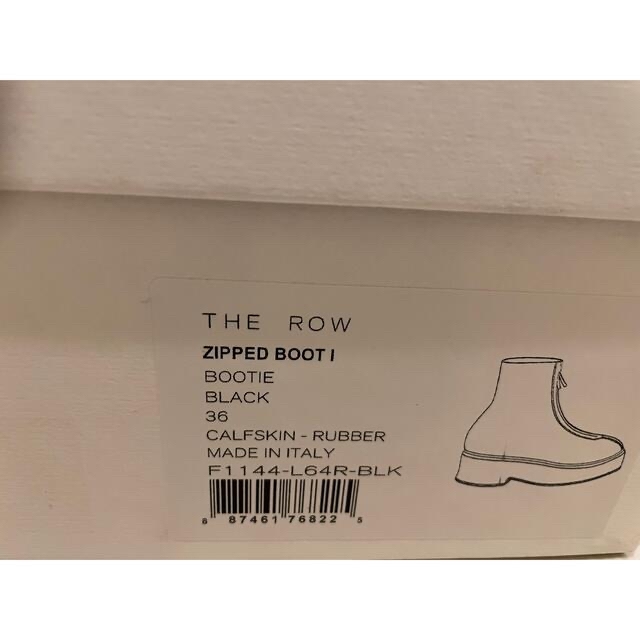 THE ROW
ZIPPED BOOT I
BOOTIE
BLACK
36
CALFSKIN - RUBBER
MADE IN ITALY
F1144-L64R-BLK
8 87461 76822 5